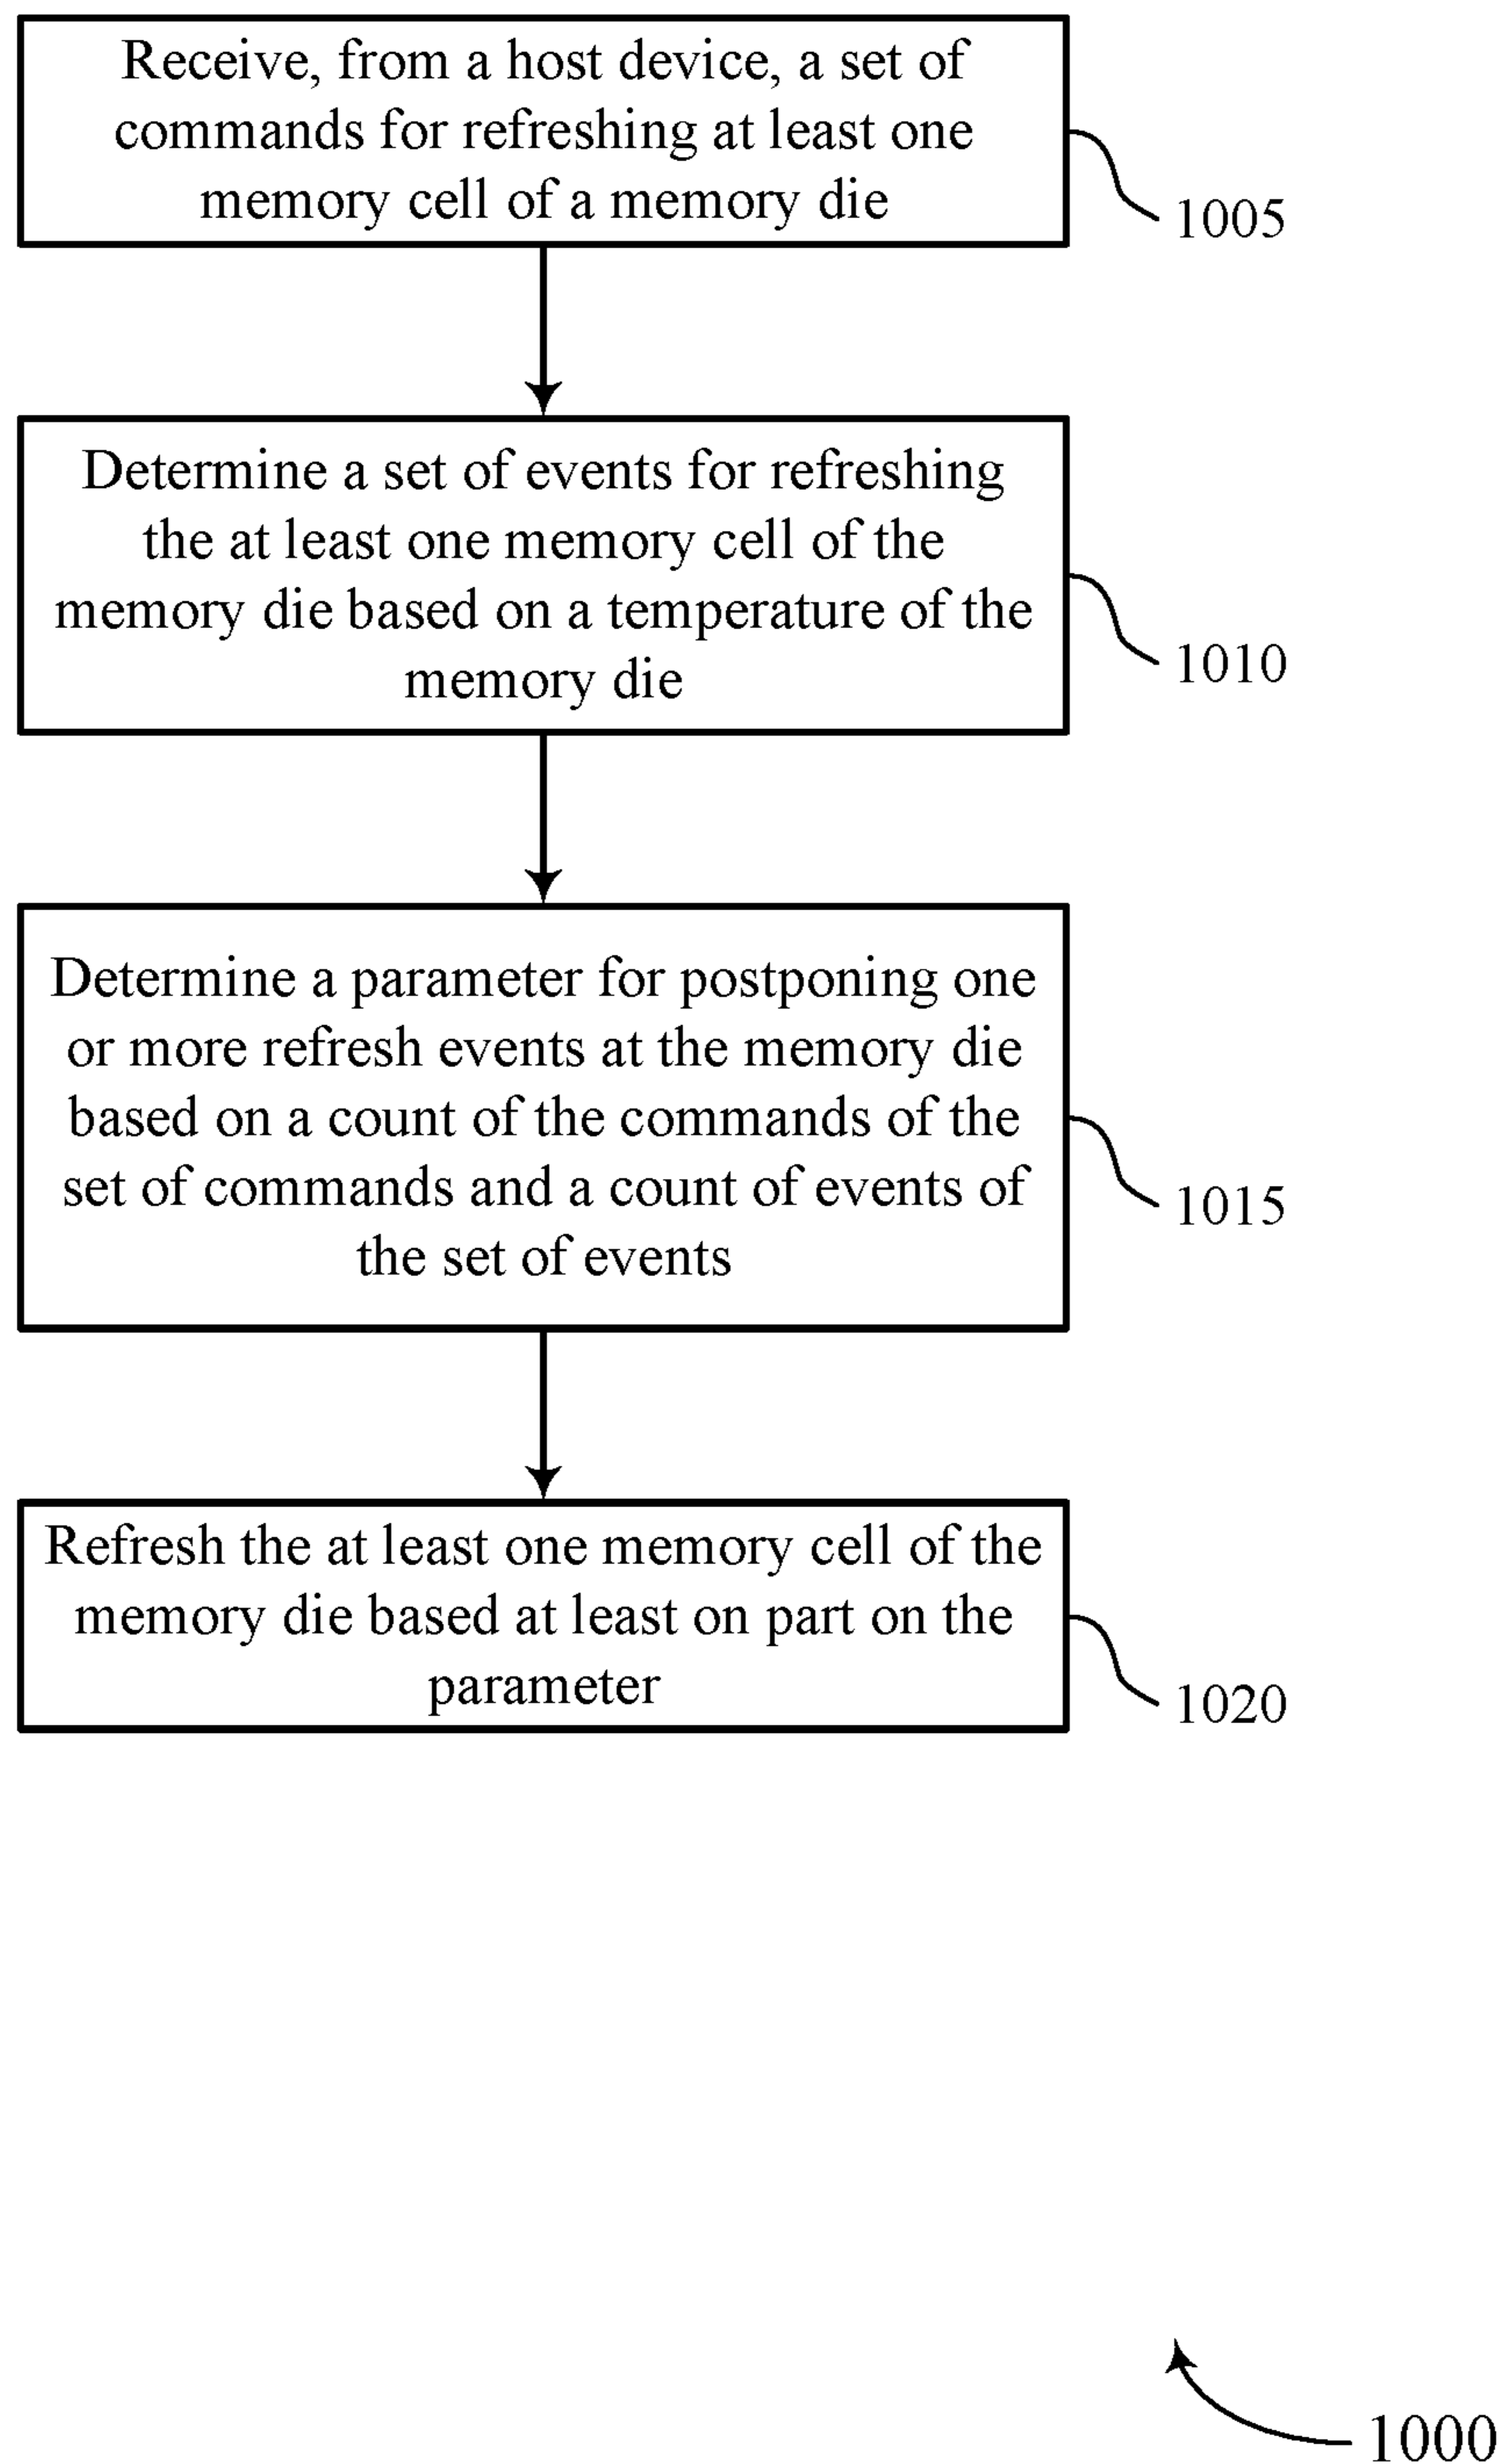 Receive, from a host device, a set of
commands for refreshing at least one
memory cell of a memory die
1005
Determine a set of events for refreshing
the at least one memory cell of the
memory die based on a temperature of the
memory die
1010
Determine a parameter for postponing one
or more refresh events at the memory die
based on a count of the commands of the
set of commands and a count of events of
the set of events
1015
Refresh the at least one memory cell of the
memory die based at least on part on the
parameter
1020
1000